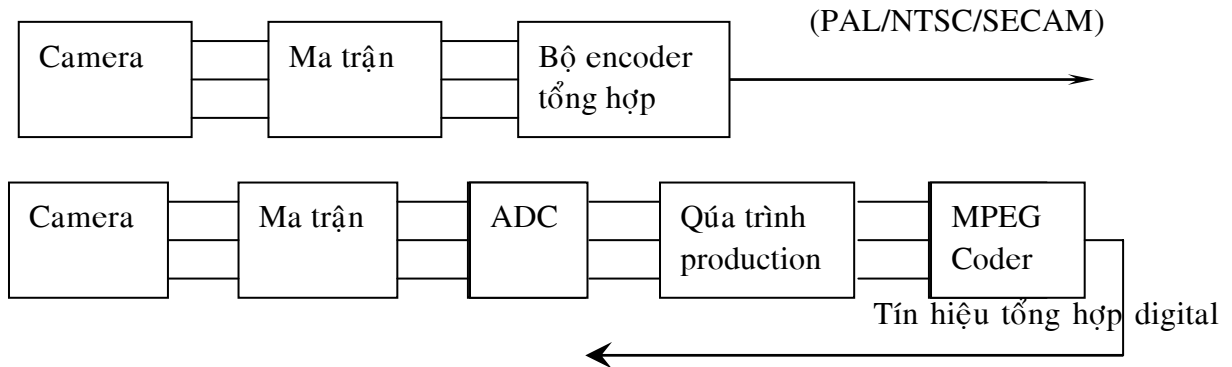 (PAL/NTSC/SECAM)
Camera
Ma trận
Bộ encoder
tổng hợp
Camera
Ma trận
ADC
Qúa trình
production
MPEG
Coder
Tín hiệu tổng hợp digital